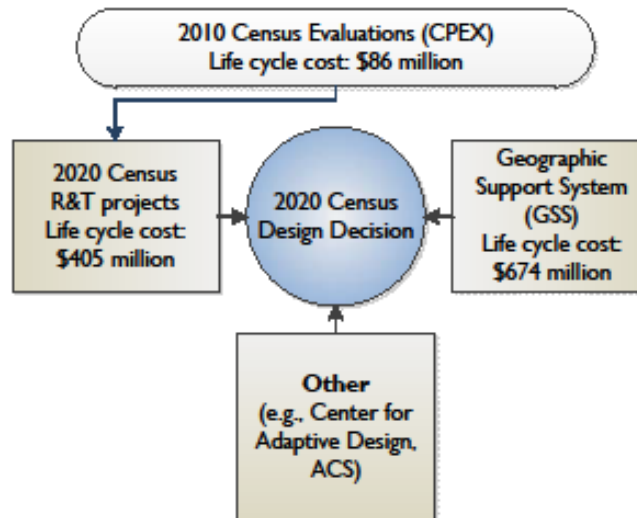 2010 Census Evaluations (CPEX)
Life cycle cost: $86 million
2020 Census
R&T projects
Life cycle cost:
$405 million
2020 Census
Design Decision
Geographic
Support System
(GSS)
Life cycle cost:
$674 million
Other
(e.g., Center for
Adaptive Design,
ACS)